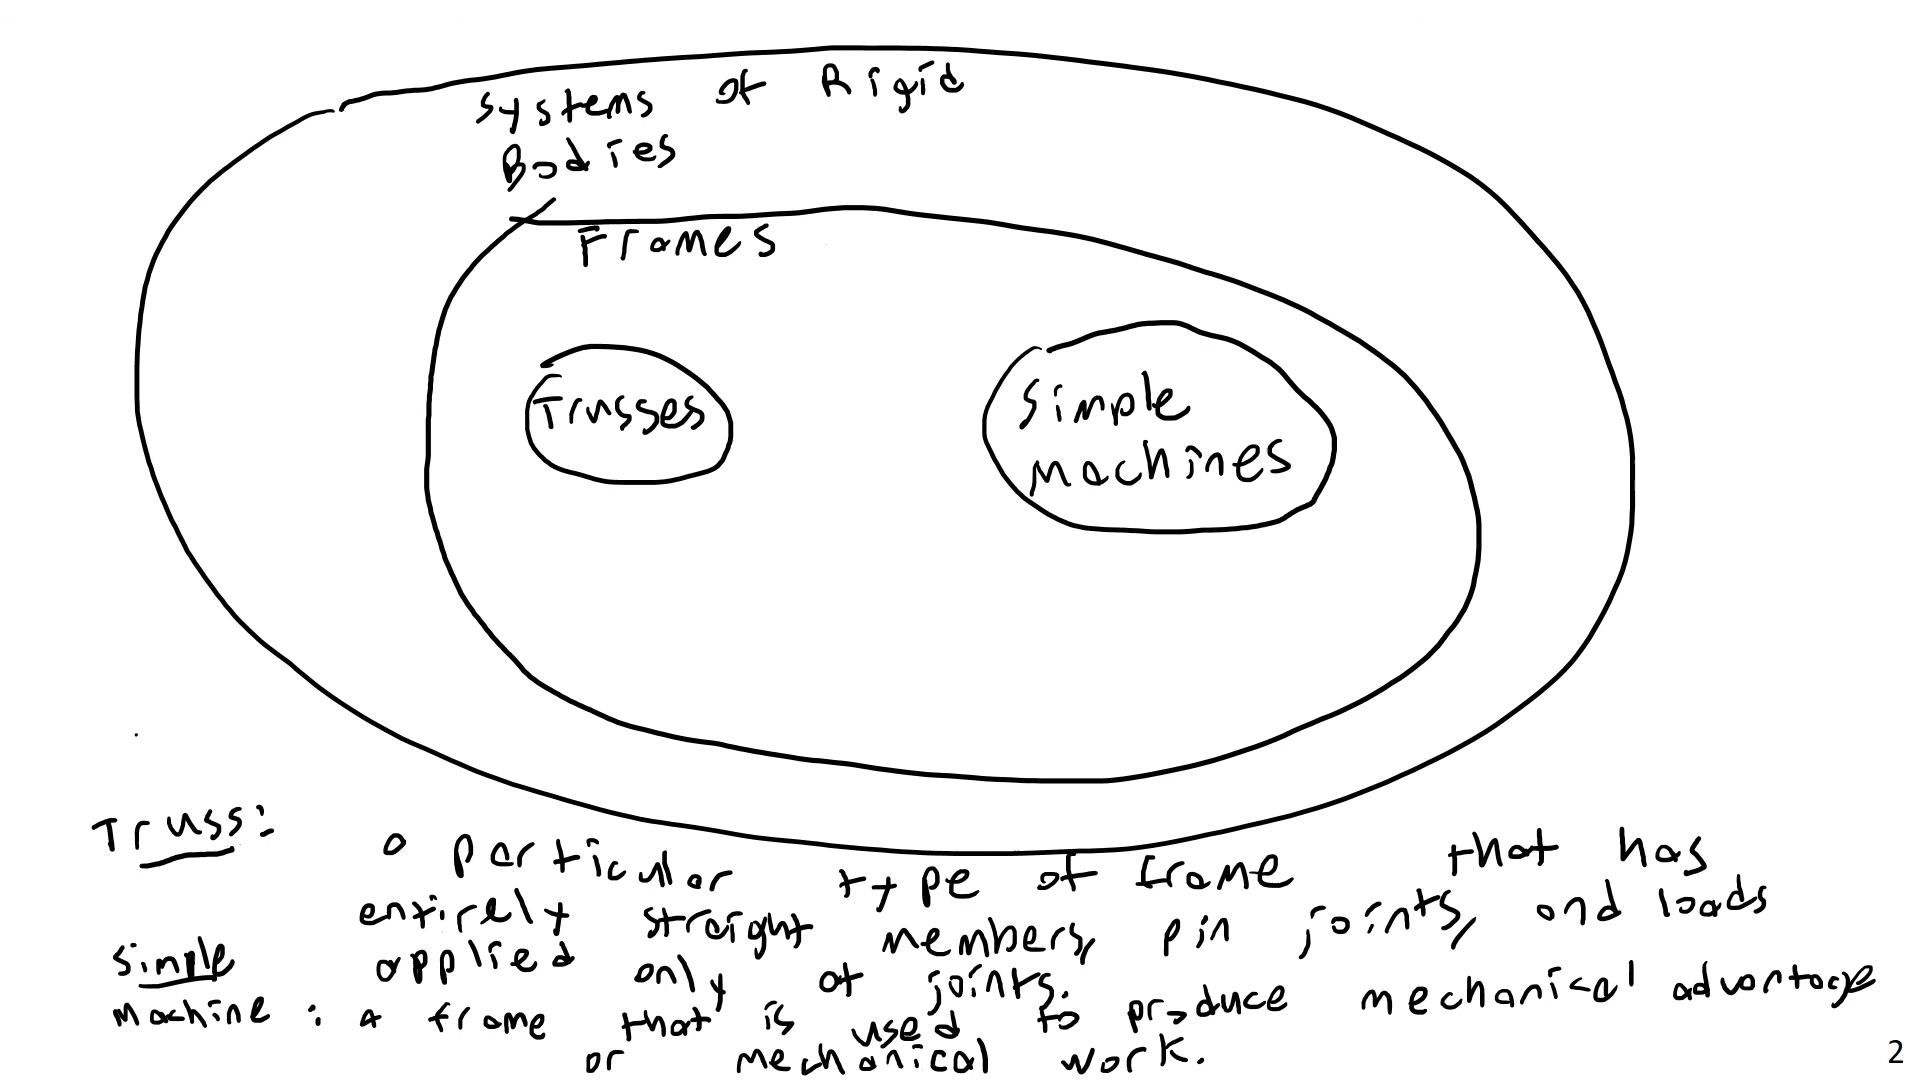 Systems of Rigid
Bodies
Frames
Trusses
Simple
Machines
Truss: a particular type of frame that has
entirely straight members, pin joints, and loads
applied only at joints.
Simple
Machine: a frame that is used to produce mechanical advantage
or mechanical work.
2